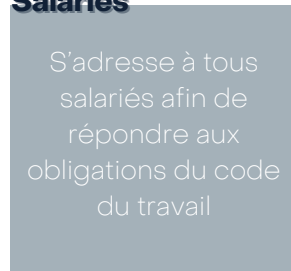 Salariés
S'adresse à tous
salariés afin de
répondre aux
obligations du code
du travail